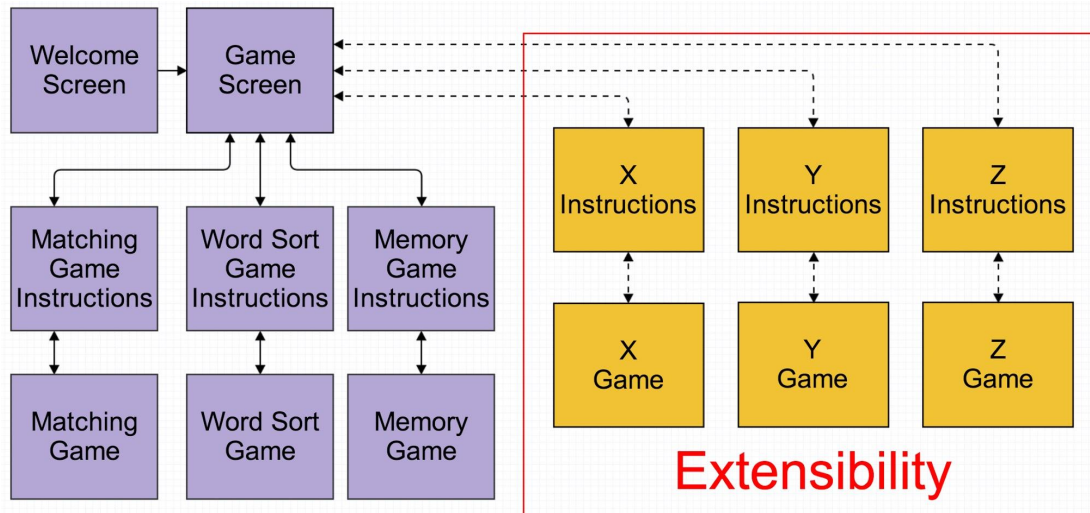 Welcome
Screen
Game
Screen
Matching
Game
Instructions
Word Sort
Game
Instructions
Memory
Game
Instructions
Matching
Game
Word Sort
Game
Memory
Game
X
Instructions
Y
Instructions
Z
Instructions
X
Game
Y
Game
Z
Game
Extensibility